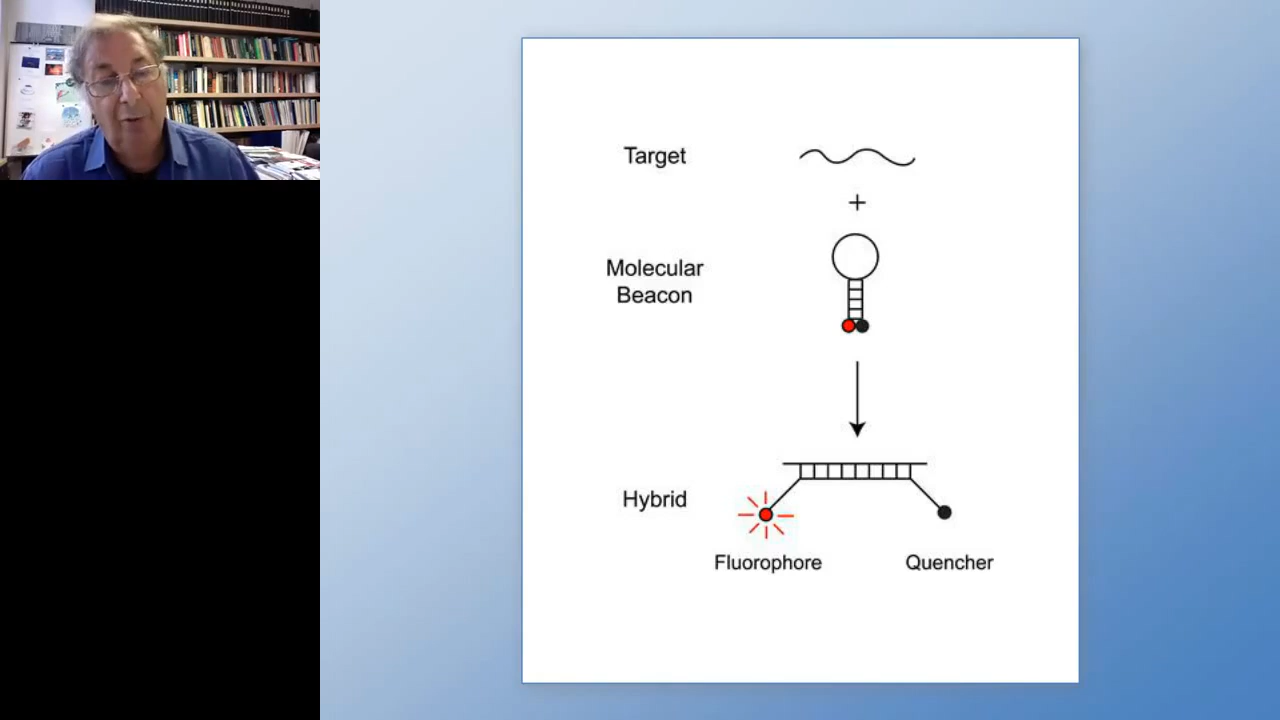 Target
+
Molecular
Beacon
Hybrid
Fluorophore
Quencher